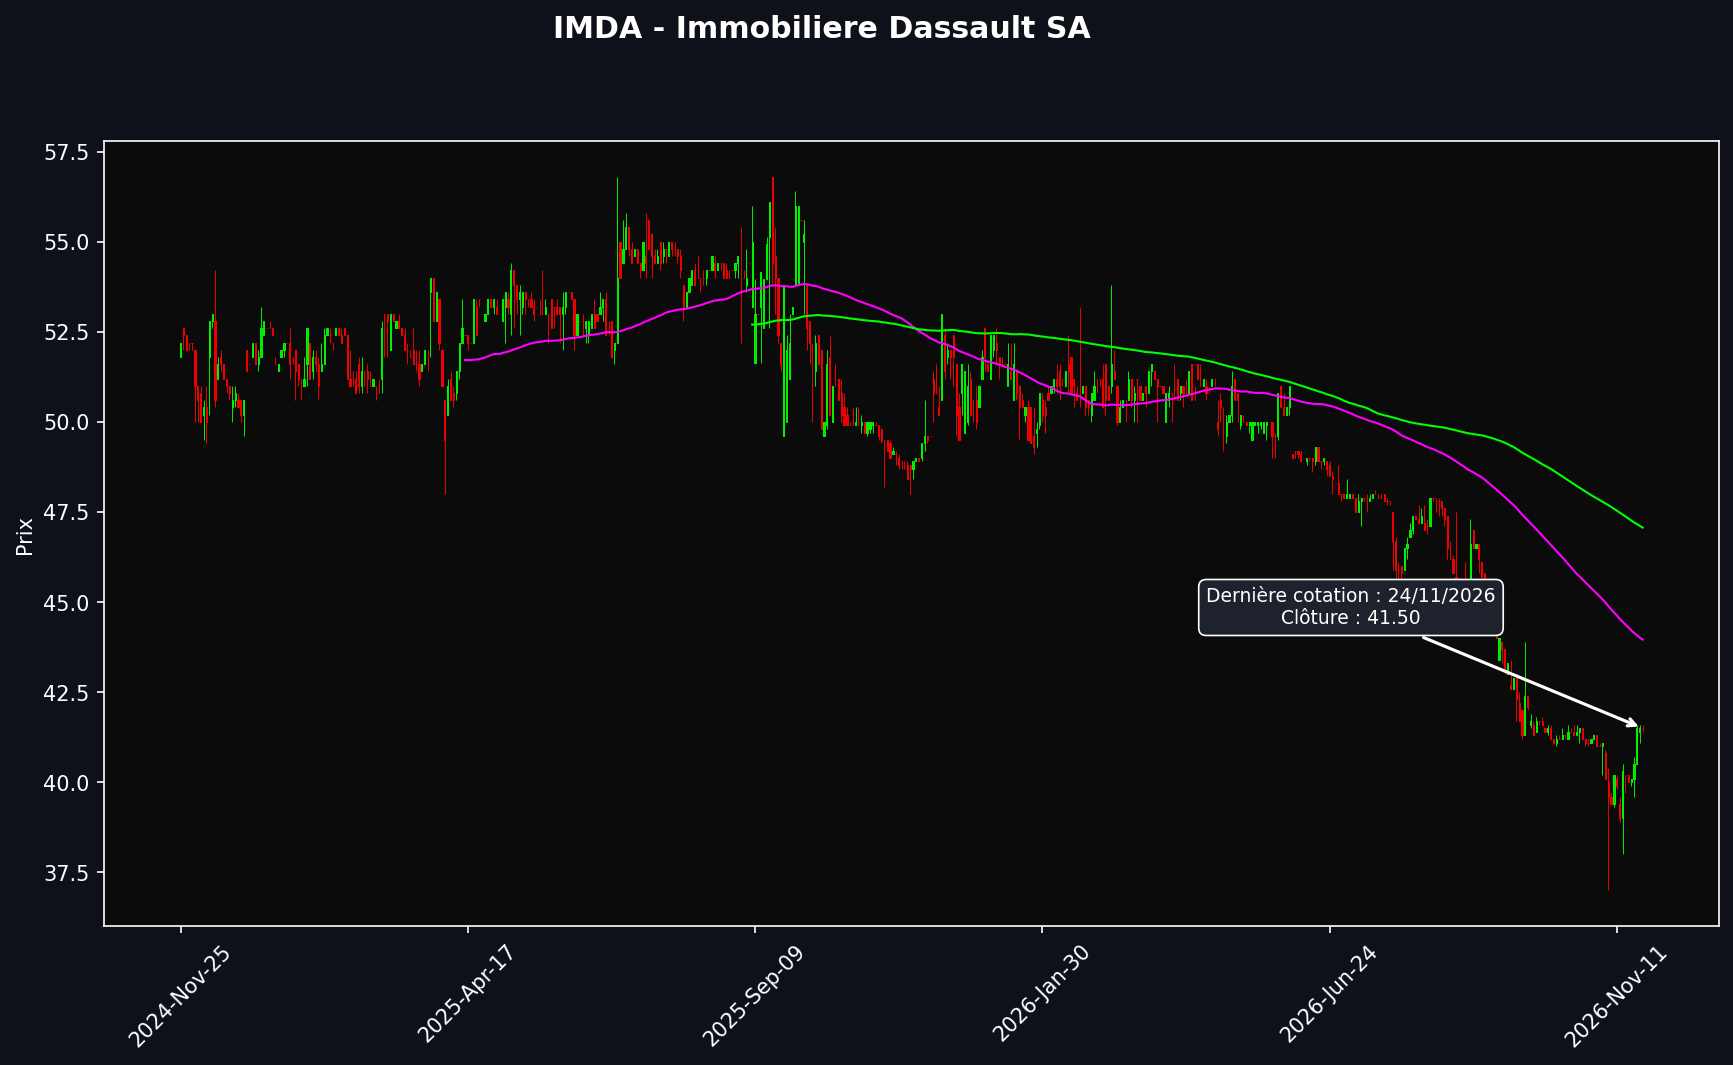 IMDA - Immobiliere Dassault SA
57.5
55.0
52.5
50.0
47.5
45.0
42.5
40.0
37.5
Prix
Dernière cotation : 24/11/2026
Clôture : 41.50
2024-Nov-25
2025-Apr-17
2025-Sep-09
2026-Jan-30
2026-Jun-24
2026-Nov-11